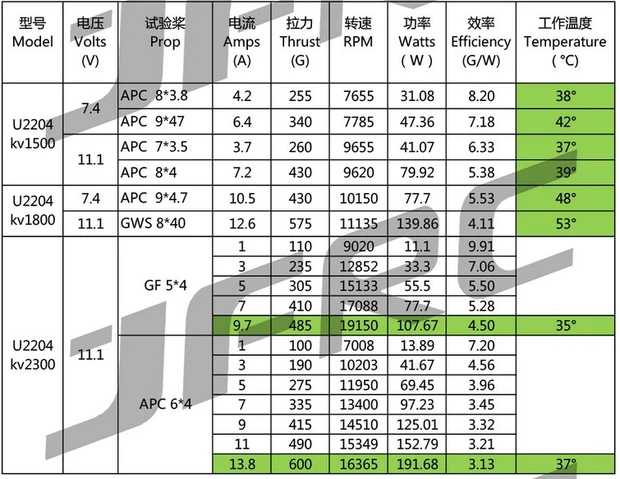 型号 电压 试验桨 电流 拉力 转速 功率 效率 工作温度
Model Volts Prop Amps Thrust RPM Watts Efficiency Temperature
(V) (A) (G) ( W ) (G/W) ( °C)
U2204 kv1500 7.4 APC 8*3.8 4.2 255 7655 31.08 8.20 38°
APC 9*47 6.4 340 7785 47.36 7.18 42°
11.1 APC 7*3.5 3.7 260 9655 41.07 6.33 37°
APC 8*4 7.2 430 9620 79.92 5.38 39°
U2204 kv1800 7.4 APC 9*4.7 10.5 430 10150 77.7 5.53 48°
11.1 GWS 8*40 12.6 575 11135 139.86 4.11 53°
U2204 kv2300 11.1 GF 5*4 1 110 9020 11.1 9.91
3 235 12852 33.3 7.06
5 305 15133 55.5 5.50
7 410 17088 77.7 5.28
9.7 485 19150 107.67 4.50 35°
APC 6*4 1 100 7008 13.89 7.20
3 190 10203 41.67 4.56
5 275 11950 69.45 3.96
7 335 13400 97.23 3.45
9 415 14510 125.01 3.32
11 490 15349 152.79 3.21
13.8 600 16365 191.68 3.13 37°
JFRC
JFRC